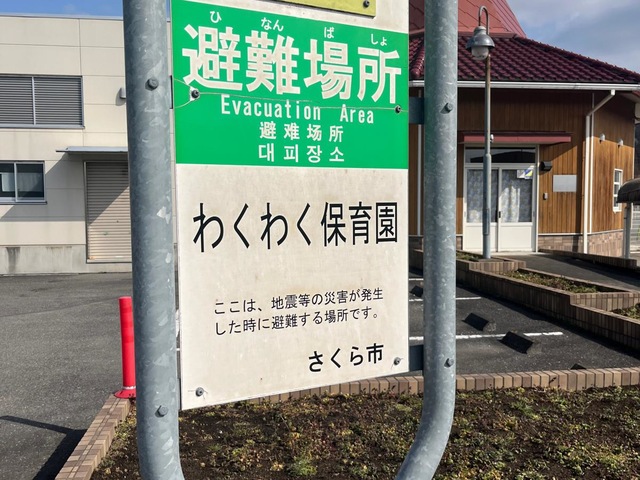 ひ なん ば しょ
避難場所
Evacuation Area
避难场所
대피장소
わくわく保育園
ここは、地震等の災害が発生
した時に避難する場所です。
さくら市